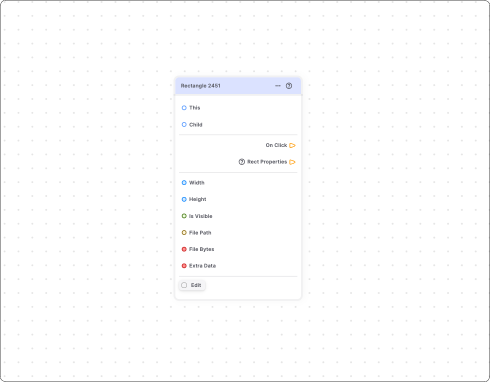 Rectangle 2451
This
Child
On Click
Rect Properties
Width
Height
Is Visible
File Path
File Bytes
Extra Data
Edit